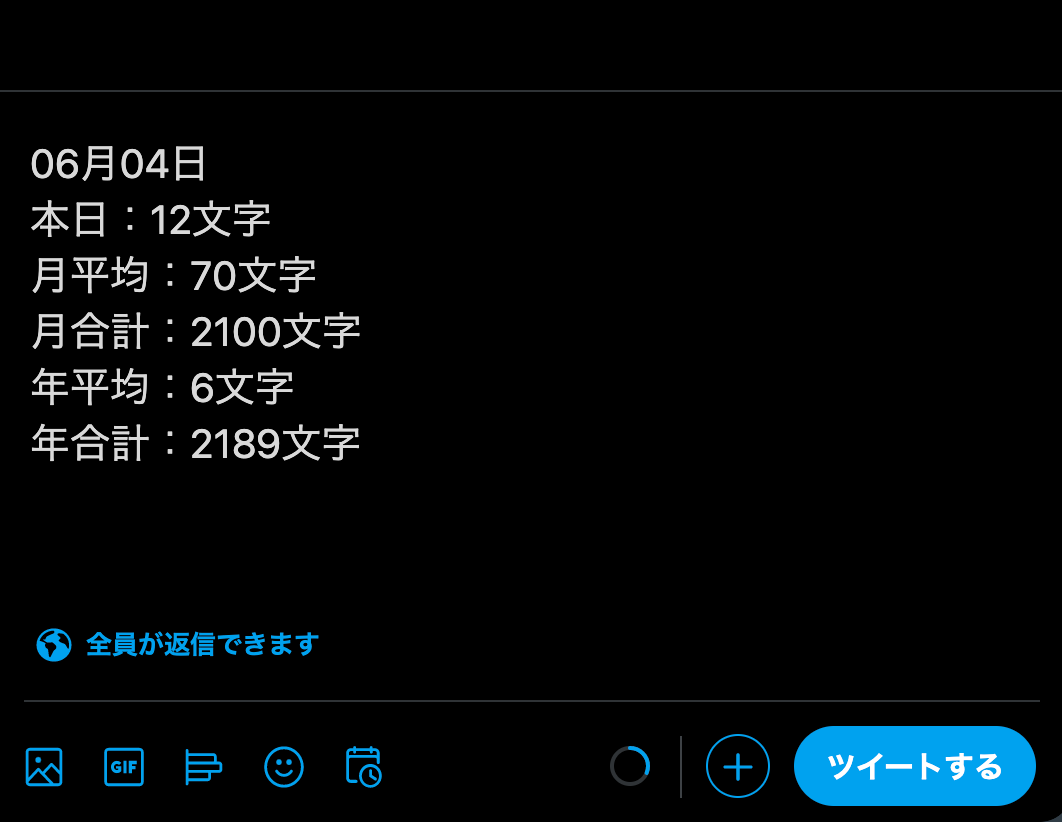 06月04日
本日：12文字
月平均：70文字
月合計：2100文字
年平均：6文字
年合計：2189文字
全員が返信できます
GIF
ツイートする